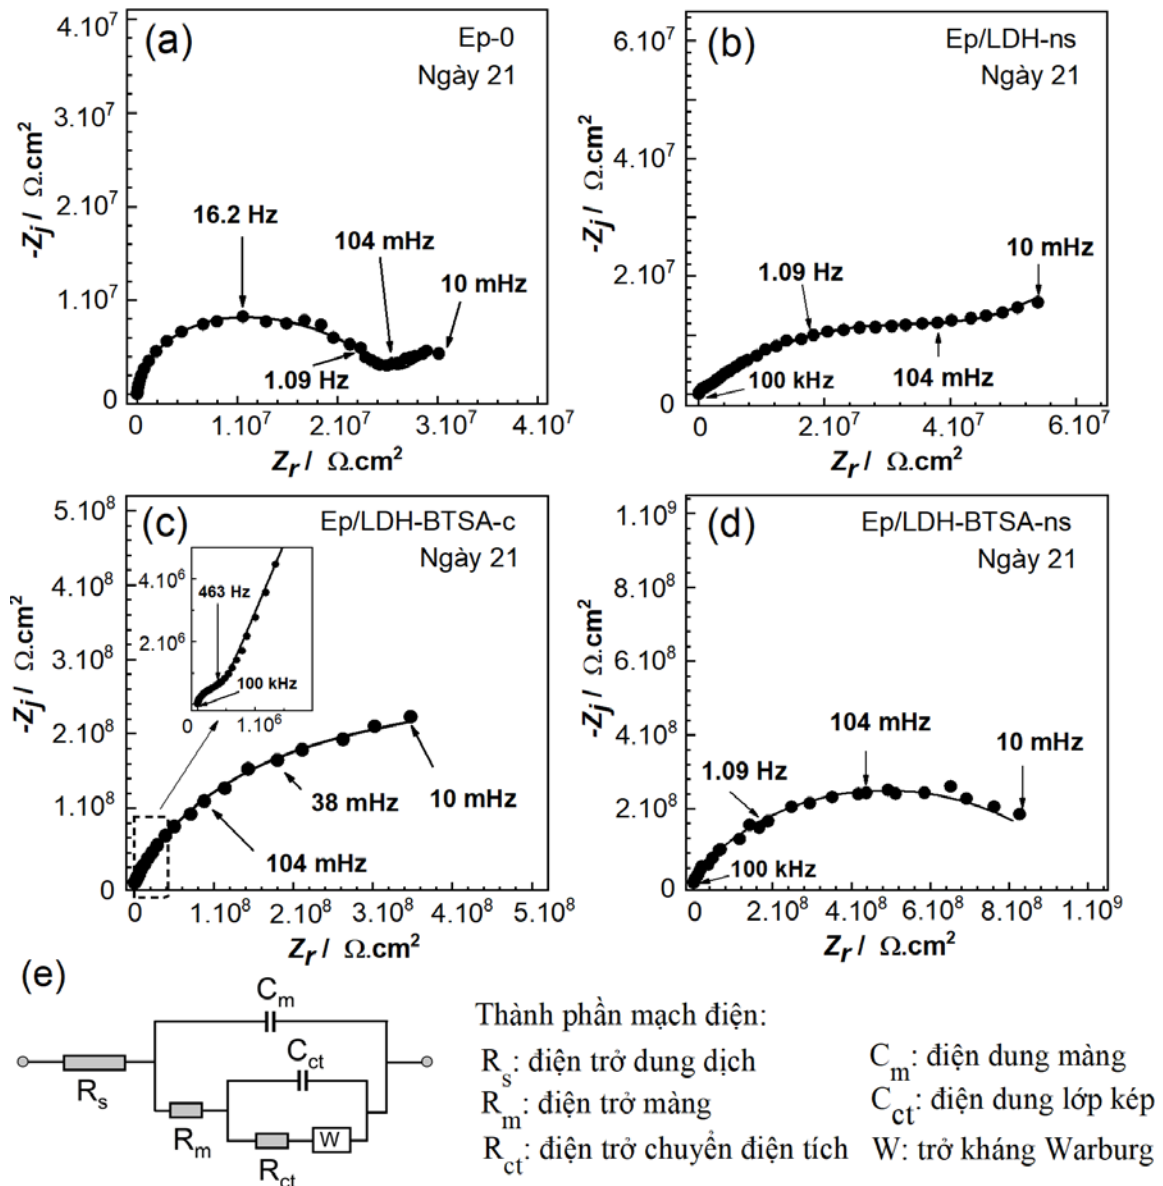 (a)
Ep-0
Ngày 21
4.10⁷
3.10⁷
2.10⁷
1.10⁷
0
-Zj / Ω.cm²
16.2 Hz
104 mHz
10 mHz
1.09 Hz
0 1.10⁷ 2.10⁷ 3.10⁷ 4.10⁷
Zr / Ω.cm²
(b)
Ep/LDH-ns
Ngày 21
6.10⁷
4.10⁷
2.10⁷
0
-Zj / Ω.cm²
10 mHz
1.09 Hz
104 mHz
100 kHz
0 2.10⁷ 4.10⁷ 6.10⁷
Zr / Ω.cm²
(c)
Ep/LDH-BTSA-c
Ngày 21
5.10⁸
4.10⁸
3.10⁸
2.10⁸
1.10⁸
0
-Zj / Ω.cm²
4.10⁶
2.10⁶
0 1.10⁶
463 Hz
100 kHz
38 mHz
10 mHz
104 mHz
0 1.10⁸ 2.10⁸ 3.10⁸ 4.10⁸ 5.10⁸
Zr / Ω.cm²
(d)
Ep/LDH-BTSA-ns
Ngày 21
1.10⁹
8.10⁸
6.10⁸
4.10⁸
2.10⁸
0
-Zj / Ω.cm²
104 mHz
10 mHz
1.09 Hz
100 kHz
0 2.10⁸ 4.10⁸ 6.10⁸ 8.10⁸ 1.10⁹
Zr / Ω.cm²
(e)
Cm
Cct
Rs
Rm
W
Rct
Thành phần mạch điện:
Rs: điện trở dung dịch
Rm: điện trở màng
Rct: điện trở chuyển điện tích
Cm: điện dung màng
Cct: điện dung lớp kép
W: trở kháng Warburg